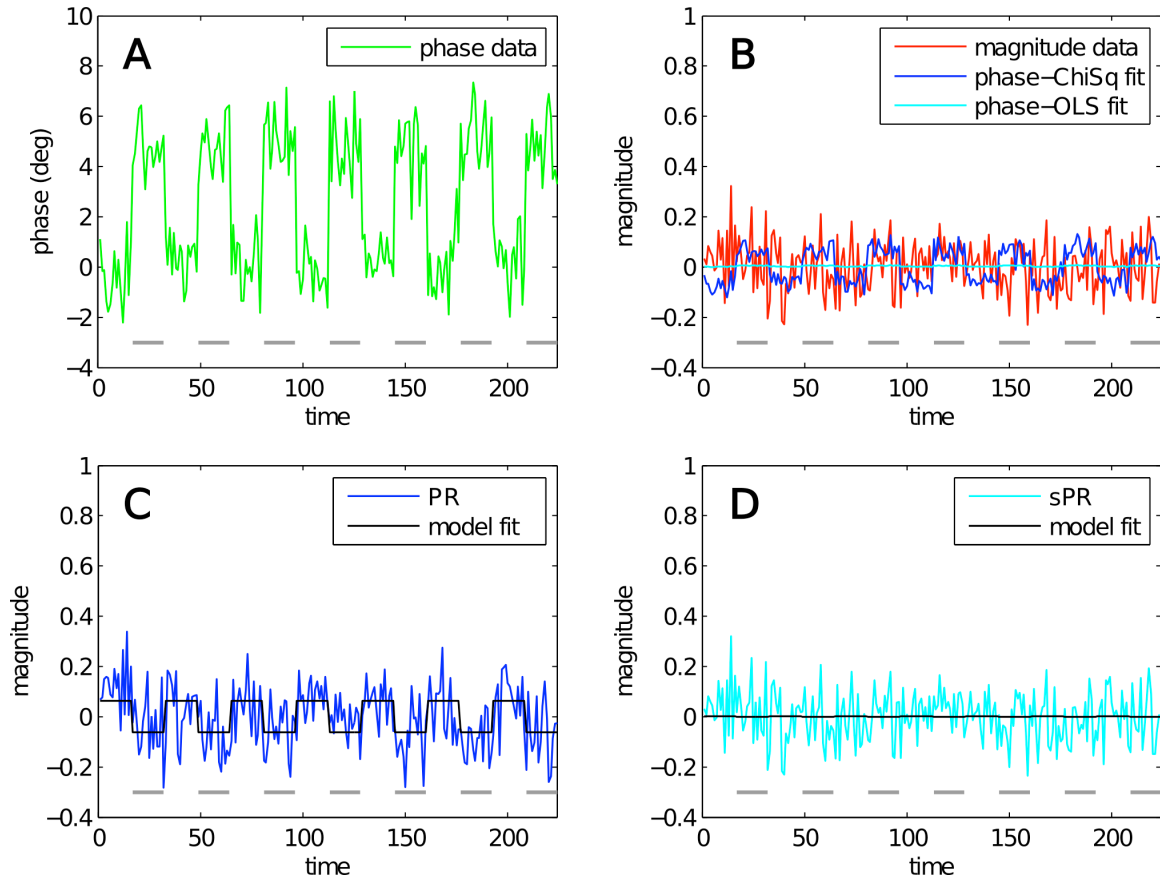 A
phase data
phase (deg)
10
8
6
4
2
0
−2
−4
0
50
100
150
200
time
B
magnitude data
phase−ChiSq fit
phase−OLS fit
magnitude
1
0.8
0.6
0.4
0.2
0
−0.2
−0.4
0
50
100
150
200
time
C
PR
model fit
magnitude
1
0.8
0.6
0.4
0.2
0
−0.2
−0.4
0
50
100
150
200
time
D
sPR
model fit
magnitude
1
0.8
0.6
0.4
0.2
0
−0.2
−0.4
0
50
100
150
200
time